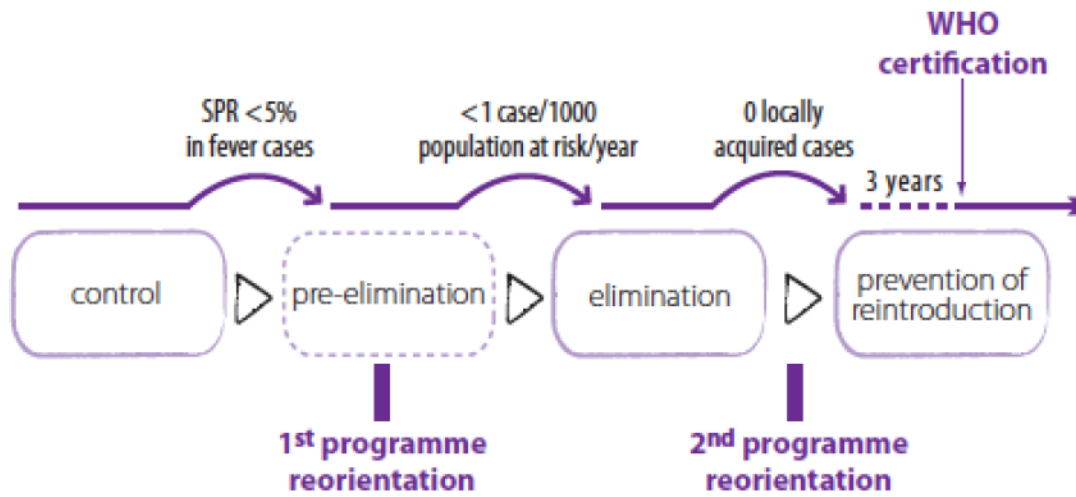 WHO
certification
SPR <5%
in fever cases
<1 case/1000
population at risk/year
0 locally
acquired cases
3 years
control
pre-elimination
elimination
prevention of
reintroduction
1st programme
reorientation
2nd programme
reorientation